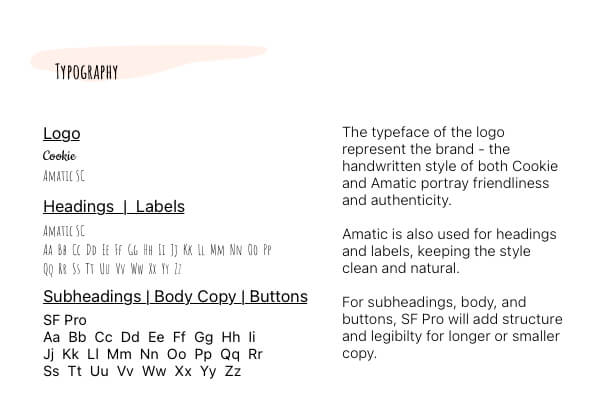 Typography
Logo
Cookie
Amatic SC
Headings | Labels
Amatic SC
Aa Bb Cc Dd Ee Ff Gg Hh Ii Jj Kk Ll Mm Nn Oo Pp
Qq Rr Ss Tt Uu Vv Ww Xx Yy Zz
Subheadings | Body Copy | Buttons
SF Pro
Aa Bb Cc Dd Ee Ff Gg Hh Ii
Jj Kk Ll Mm Nn Oo Pp Qq Rr
Ss Tt Uu Vv Ww Xx Yy Zz
The typeface of the logo
represent the brand - the
handwritten style of both Cookie
and Amatic portray friendliness
and authenticity.
Amatic is also used for headings
and labels, keeping the style
clean and natural.
For subheadings, body, and
buttons, SF Pro will add structure
and legibilty for longer or smaller
copy.